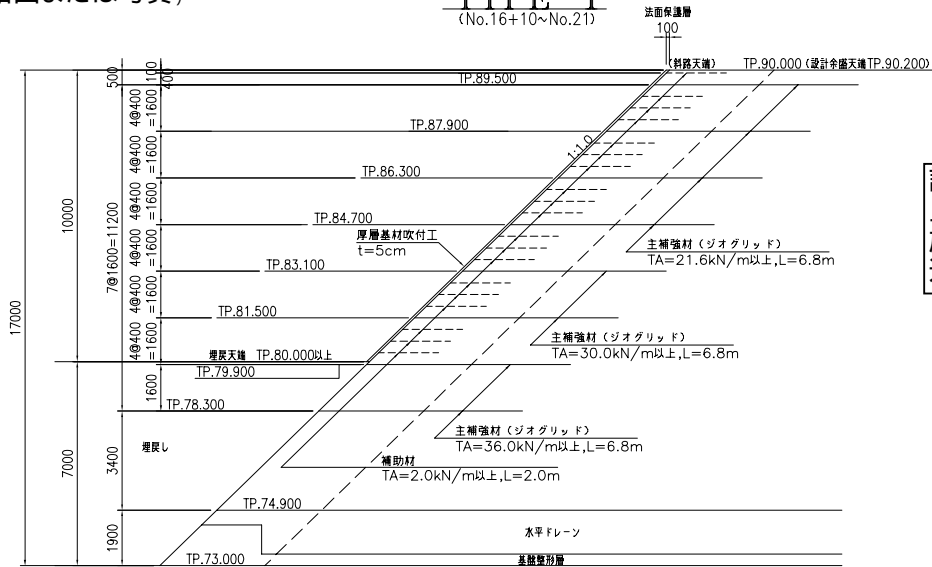 (No.16+10~No.21)
法面保護層
100
(斜路天端)
TP.90.000 (設計余盛天端TP.90.200)
TP.89.500
TP.87.900
TP.86.300
TP.84.700
TP.83.100
TP.81.500
埋戻天端 TP.80.000以上
TP.79.900
TP.78.300
TP.74.900
TP.73.000
1:1.0
厚層基材吹付工
t=5cm
主補強材(ジオグリッド)
TA=21.6kN/m以上,L=6.8m
主補強材(ジオグリッド)
TA=30.0kN/m以上,L=6.8m
主補強材(ジオグリッド)
TA=36.0kN/m以上,L=6.8m
補助材
TA=2.0kN/m以上,L=2.0m
埋戻し
水平ドレーン
基盤整形層
17000
10000
7000
500
7@1600=11200
3400
1900
1100
400
4@400
=1600
4@400
=1600
4@400
=1600
4@400
=1600
4@400
=1600
4@400
=1600
1600